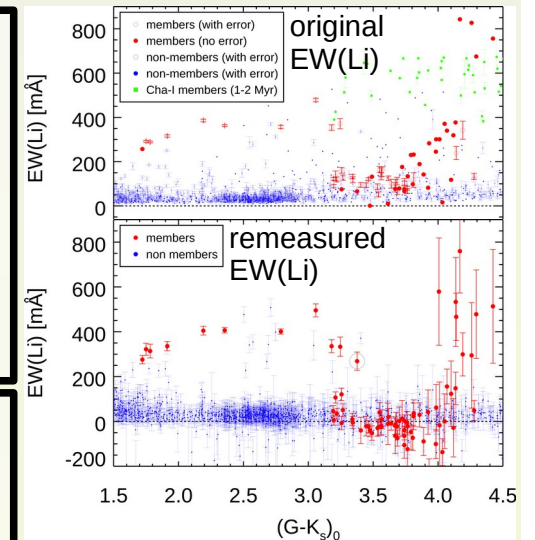 members (with error)
members (no error)
non-members (with error)
non-members (with error)
Cha-I members (1-2 Myr)
original
EW(Li)
800
600
400
200
0
EW(Li) [mÅ]
members
non members
remeasured
EW(Li)
800
600
400
200
0
-200
EW(Li) [mÅ]
1.5 2.0 2.5 3.0 3.5 4.0 4.5
(G-Ks)0